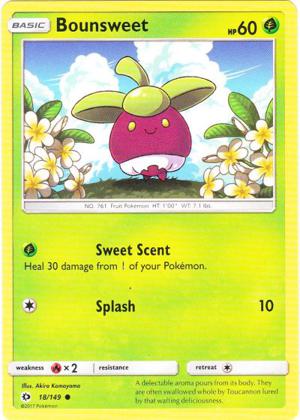 BASIC Bounsweet HP60
NO. 761 Fruit Pokémon HT: 1'00" WT: 7.1 lbs.
Sweet Scent
Heal 30 damage from 1 of your Pokémon.
Splash 10
weakness ×2 resistance retreat
Illus. Akira Komayama
18/149
©2017 Pokémon
A delectable aroma pours from its body. They
are often swallowed whole by Toucannon lured
by that wafting deliciousness.